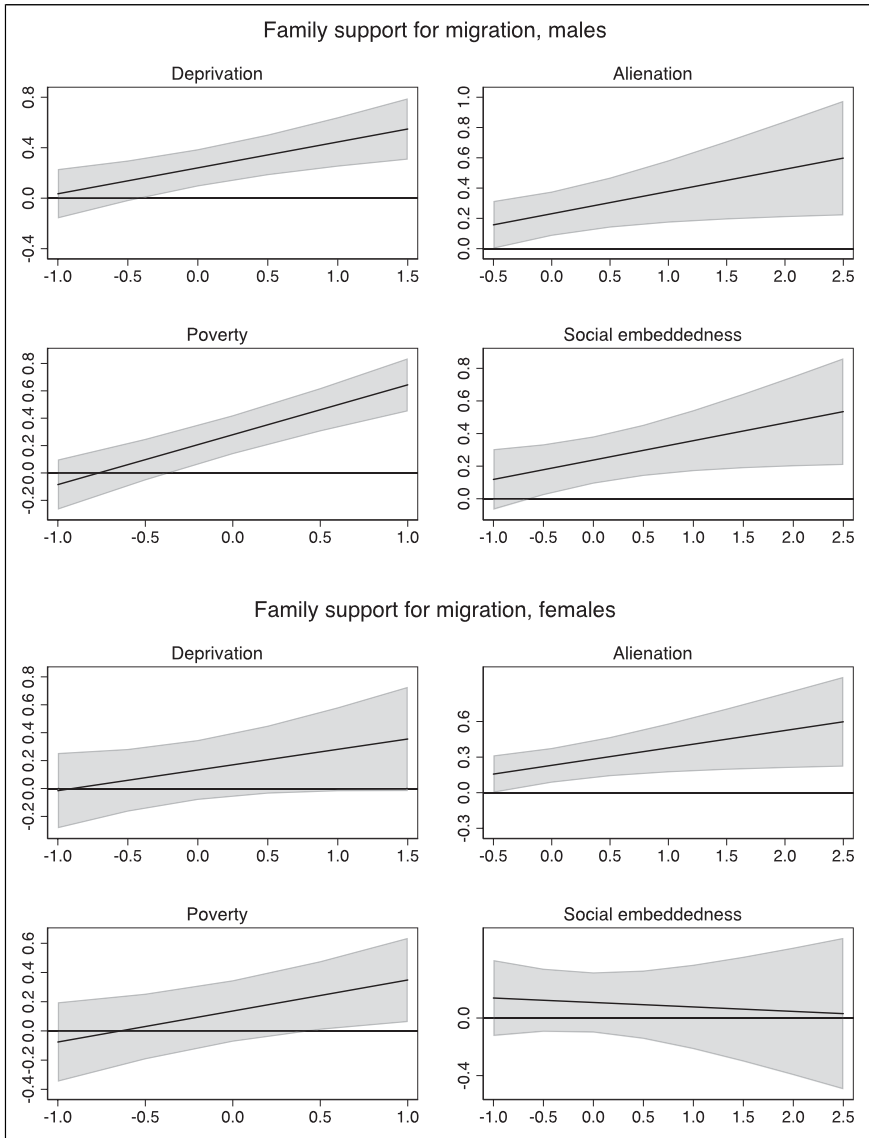 Family support for migration, males
Deprivation
0.8
0.4
0.0
-0.4
-1.0 -0.5 0.0 0.5 1.0 1.5
Alienation
1.0
0.8
0.6
0.4
0.2
0.0
-0.5 0.0 0.5 1.0 1.5 2.0 2.5
Poverty
0.8
0.6
0.4
0.2
0.0
-0.2
-1.0 -0.5 0.0 0.5 1.0
Social embeddedness
0.8
0.6
0.4
0.2
0.0
-1.0 -0.5 0.0 0.5 1.0 1.5 2.0 2.5
Family support for migration, females
Deprivation
0.8
0.6
0.4
0.2
0.0
-0.2
-1.0 -0.5 0.0 0.5 1.0 1.5
Alienation
0.6
0.3
0.0
-0.3
-0.5 0.0 0.5 1.0 1.5 2.0 2.5
Poverty
0.6
0.4
0.2
0.0
-0.2
-0.4
-1.0 -0.5 0.0 0.5 1.0
Social embeddedness
0.0
-0.4
-1.0 -0.5 0.0 0.5 1.0 1.5 2.0 2.5